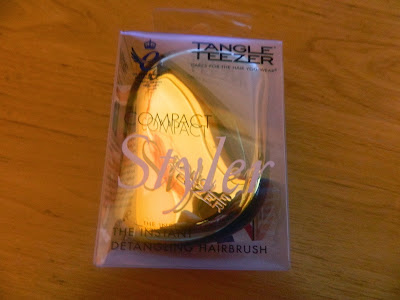 TANGLE
TEEZER®
COMPACT
Styler
THE INSTANT
DETANGLING HAIRBRUSH